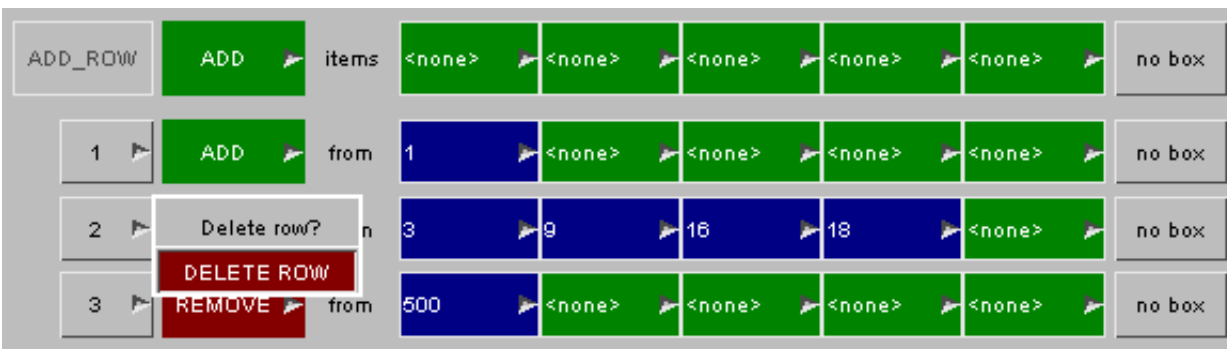 ADD_ROW ADD items <none> <none> <none> <none> <none> no box
1 ADD from 1 <none> <none> <none> <none> no box
2 Delete row? n 3 9 16 18 <none> no box
DELETE ROW
3 REMOVE from 500 <none> <none> <none> <none> no box